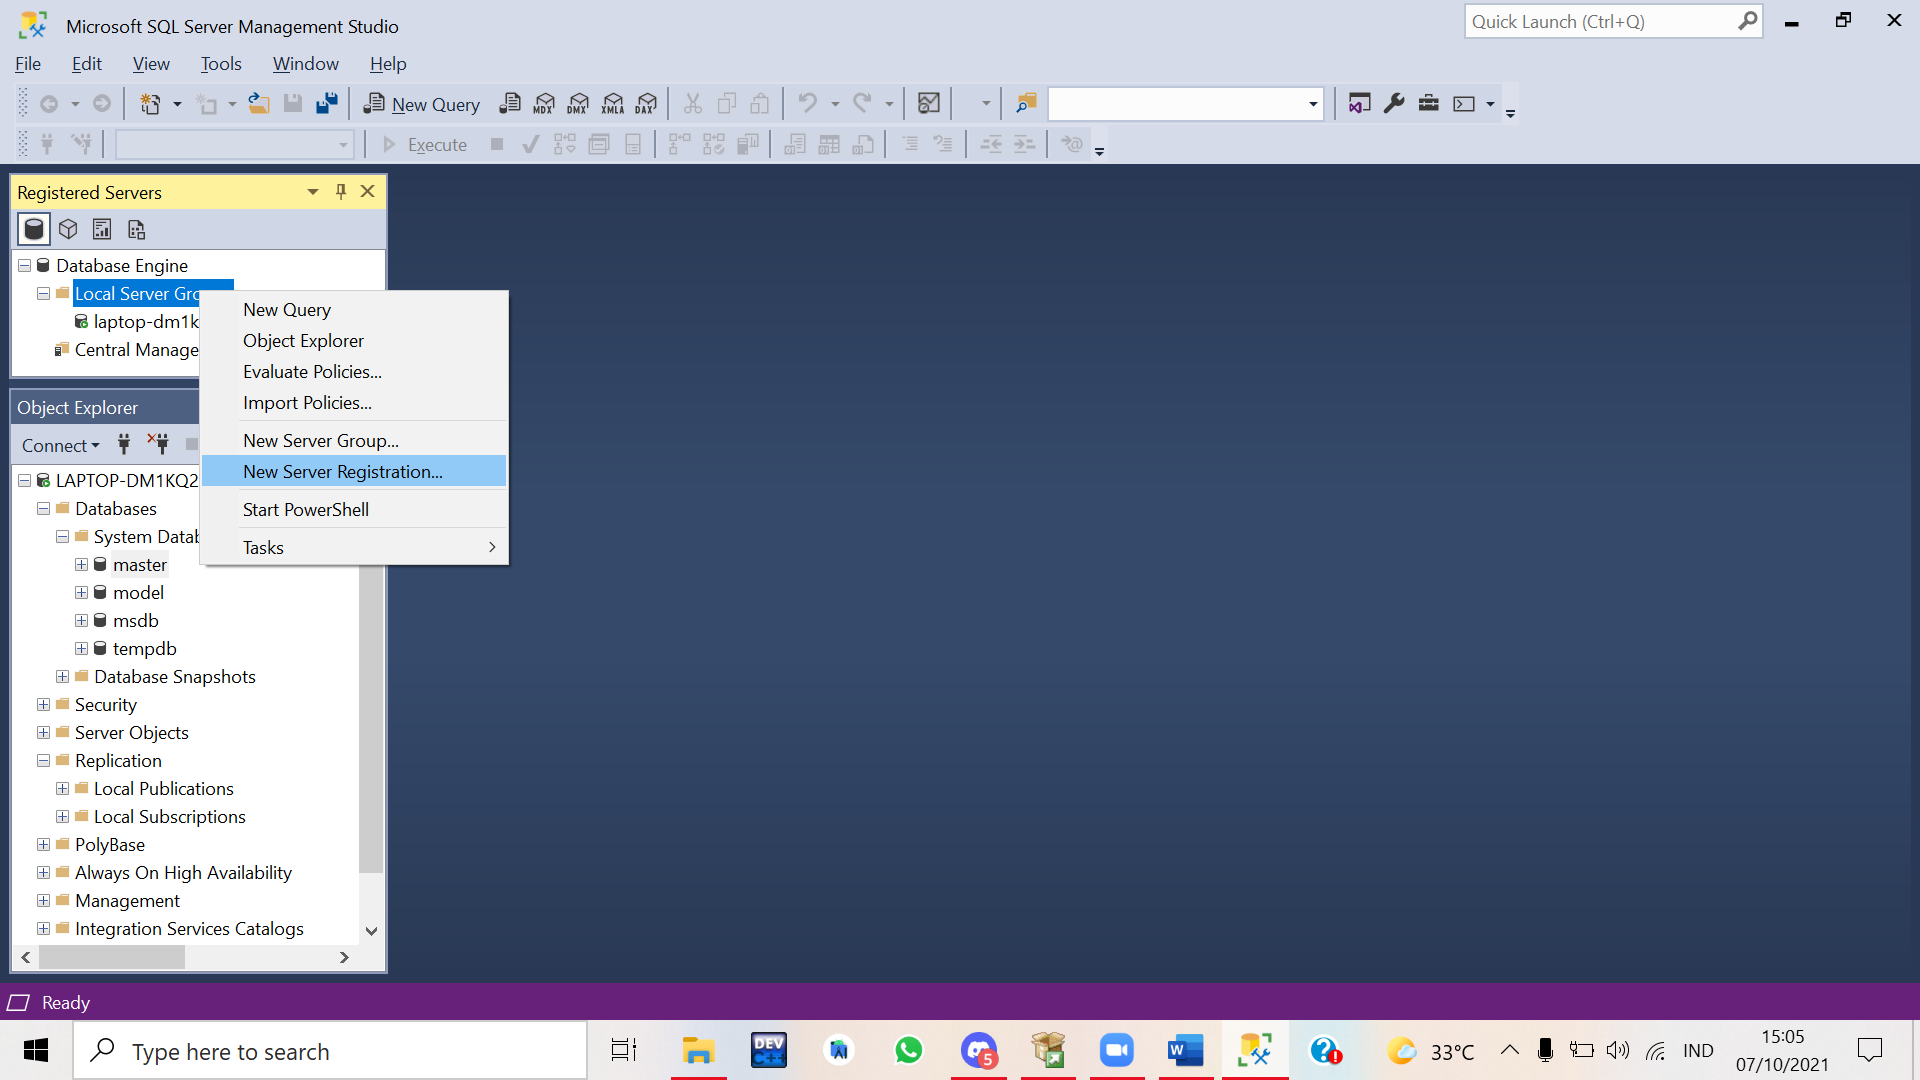 Microsoft SQL Server Management Studio
Quick Launch (Ctrl+Q)
File Edit View Tools Window Help
New Query MDX DMX XMLA DAX
Execute
Registered Servers
Database Engine
Local Server Gro
laptop-dm1k
Central Manage
New Query
Object Explorer
Evaluate Policies...
Import Policies...
New Server Group...
New Server Registration...
Start PowerShell
Tasks
Object Explorer
Connect
LAPTOP-DM1KQ2
Databases
System Datab
master
model
msdb
tempdb
Database Snapshots
Security
Server Objects
Replication
Local Publications
Local Subscriptions
PolyBase
Always On High Availability
Management
Integration Services Catalogs
Ready
Type here to search
DEV C++
5
W
33°C
IND
15:05
07/10/2021